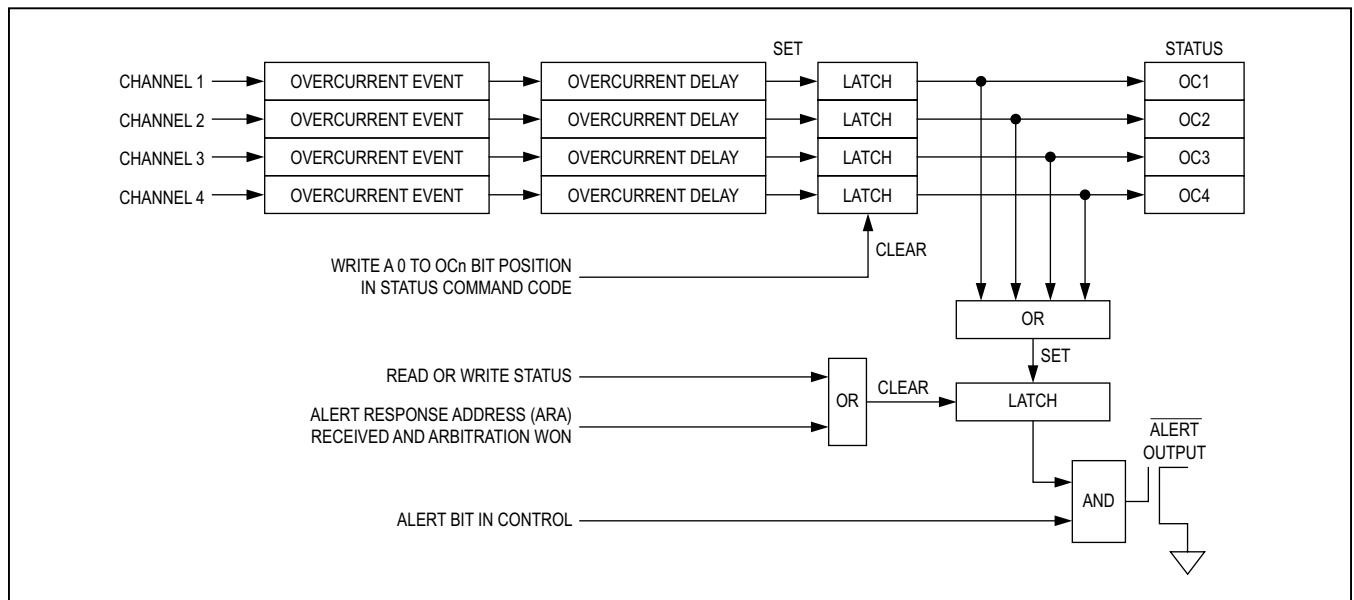 SET
STATUS
CHANNEL 1
OVERCURRENT EVENT
OVERCURRENT DELAY
LATCH
OC1
CHANNEL 2
OVERCURRENT EVENT
OVERCURRENT DELAY
LATCH
OC2
CHANNEL 3
OVERCURRENT EVENT
OVERCURRENT DELAY
LATCH
OC3
CHANNEL 4
OVERCURRENT EVENT
OVERCURRENT DELAY
LATCH
OC4
CLEAR
WRITE A 0 TO OCn BIT POSITION
IN STATUS COMMAND CODE
OR
SET
READ OR WRITE STATUS
OR
CLEAR
LATCH
ALERT RESPONSE ADDRESS (ARA)
RECEIVED AND ARBITRATION WON
ALERT
OUTPUT
AND
ALERT BIT IN CONTROL